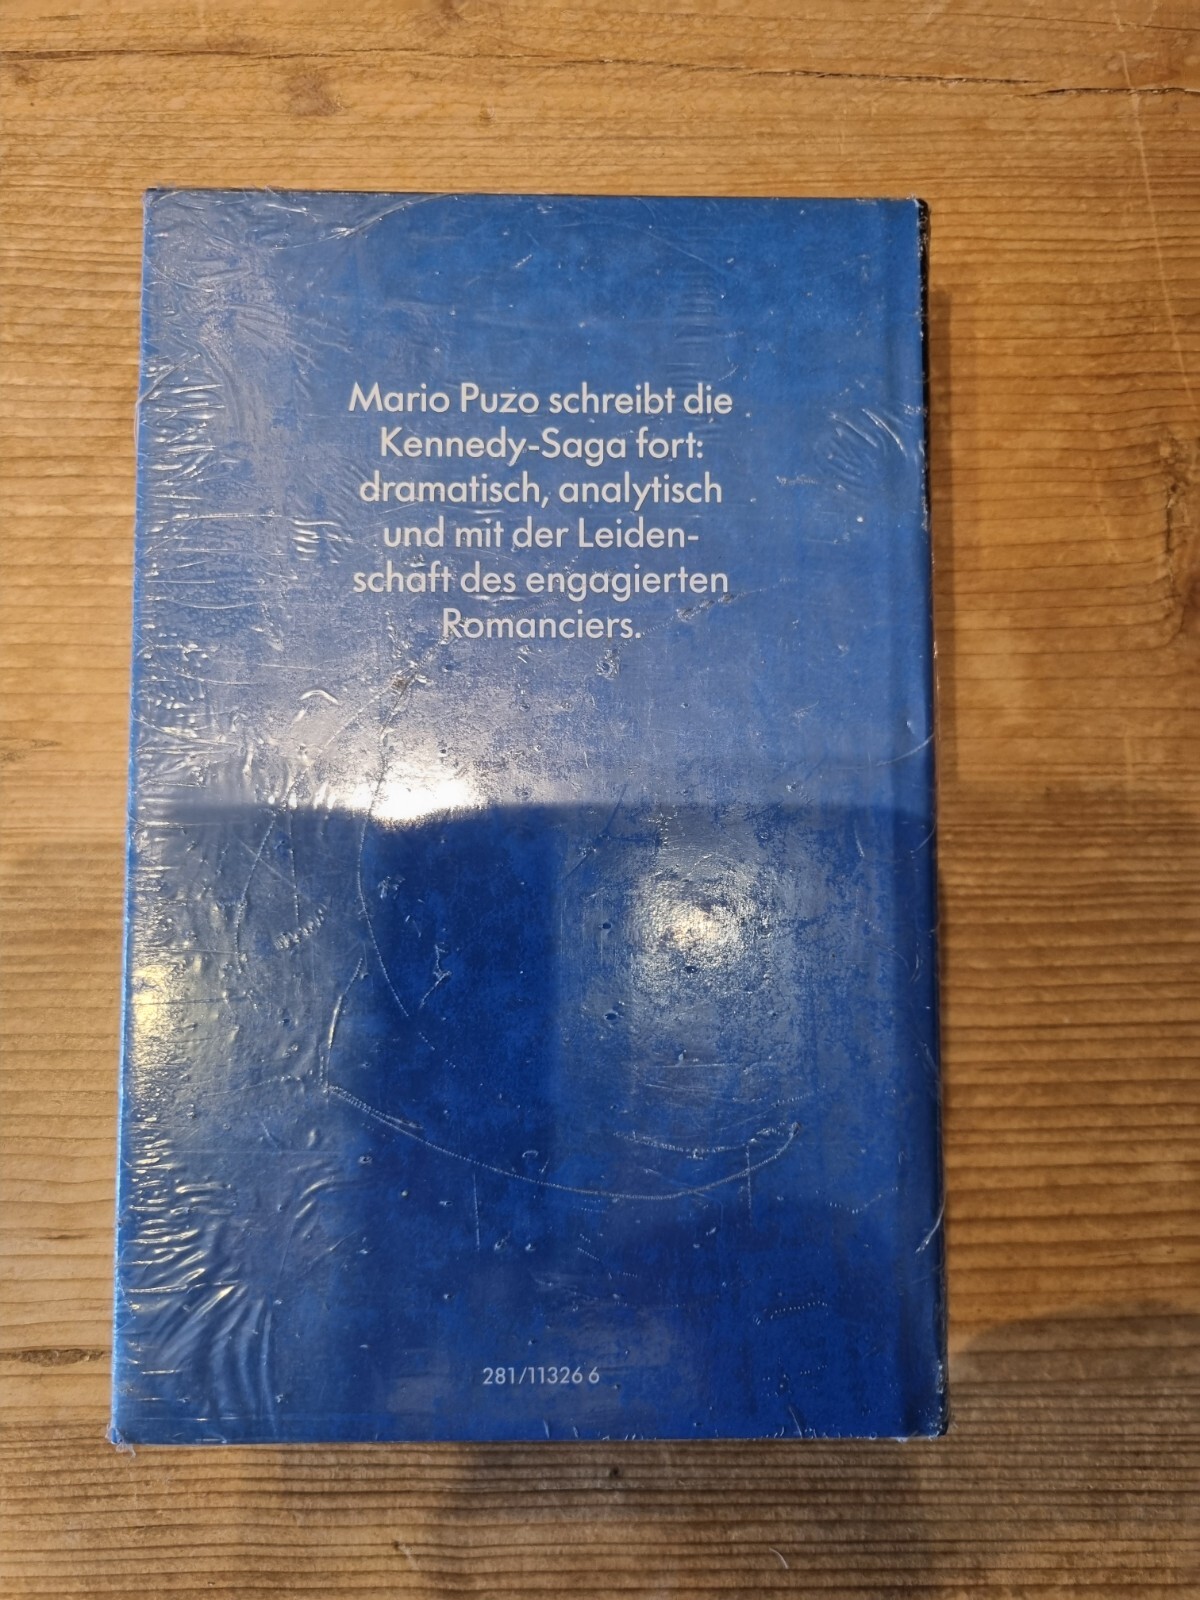 Mario Puzo schreibt die
Kennedy-Saga fort:
dramatisch, analytisch
und mit der Leiden-
schaft des engagierten
Romanciers.
281/11326 6